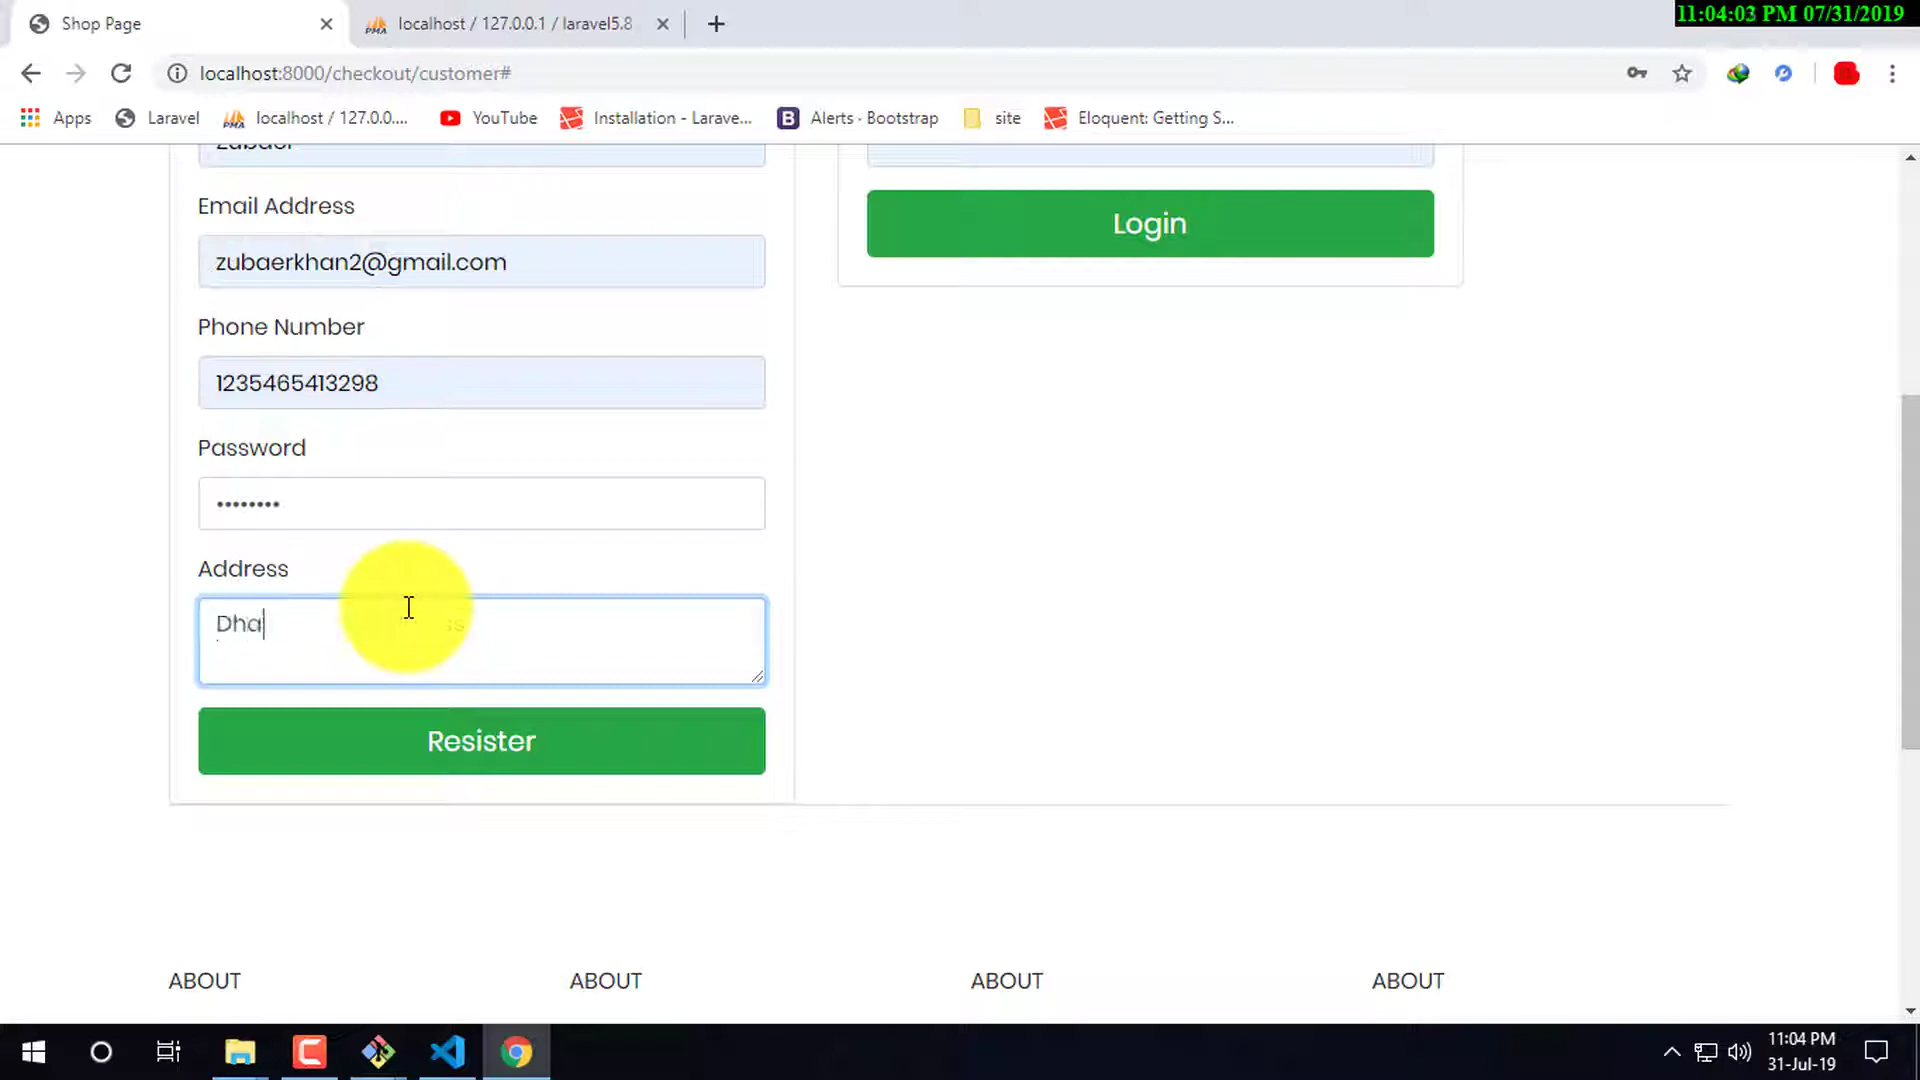 11:04:03 PM 07/31/2019
Shop Page
localhost / 127.0.0.1 / laravel5.8
localhost:8000/checkout/customer#
Apps
Laravel
localhost / 127.0.0....
YouTube
Installation - Larave...
Alerts · Bootstrap
site
Eloquent: Getting S...
zubaer
Email Address
zubaerkhan2@gmail.com
Phone Number
1235465413298
Password
Address
Dha
Resister
Login
ABOUT
ABOUT
ABOUT
ABOUT
11:04 PM
31-Jul-19